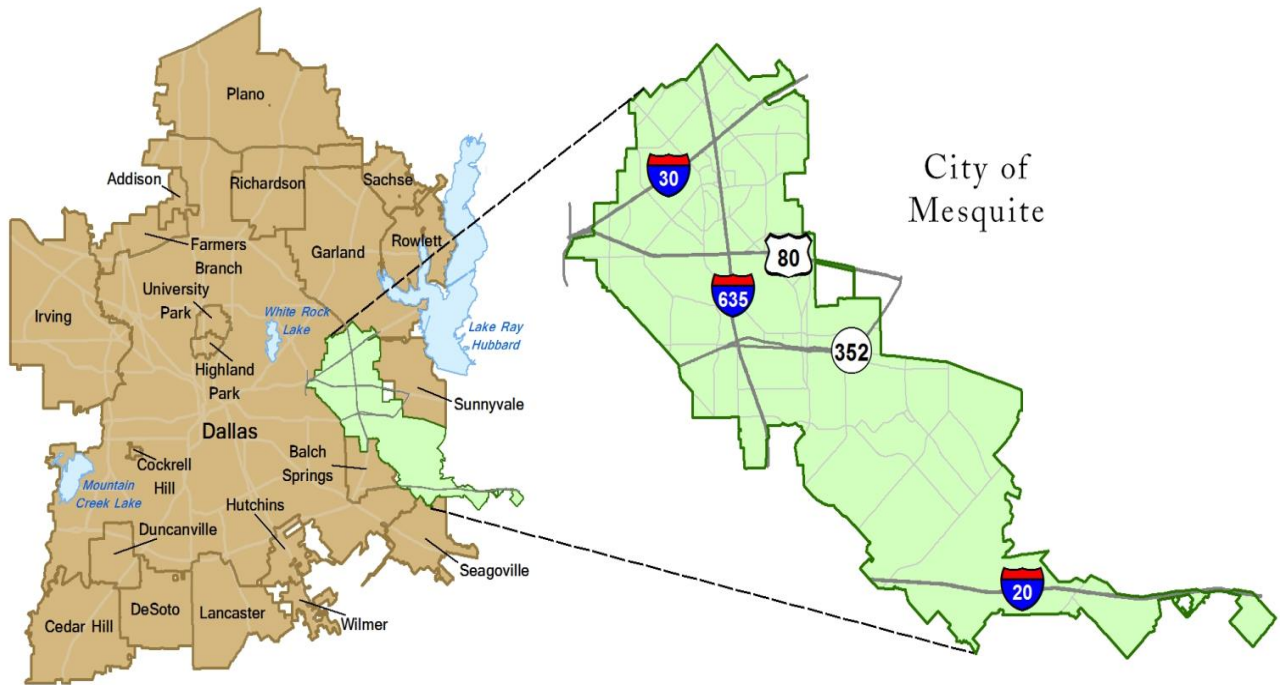 Plano
Addison
Richardson
Sachse
Farmers
Branch
Garland
Rowlett
University
Park
Irving
White Rock
Lake
Lake Ray
Hubbard
Highland
Park
Sunnyvale
Dallas
Balch
Springs
Cockrell
Hill
Mountain
Creek Lake
Hutchins
Duncanville
Seagoville
DeSoto
Lancaster
Wilmer
Cedar Hill
City of
Mesquite
30
80
635
352
20